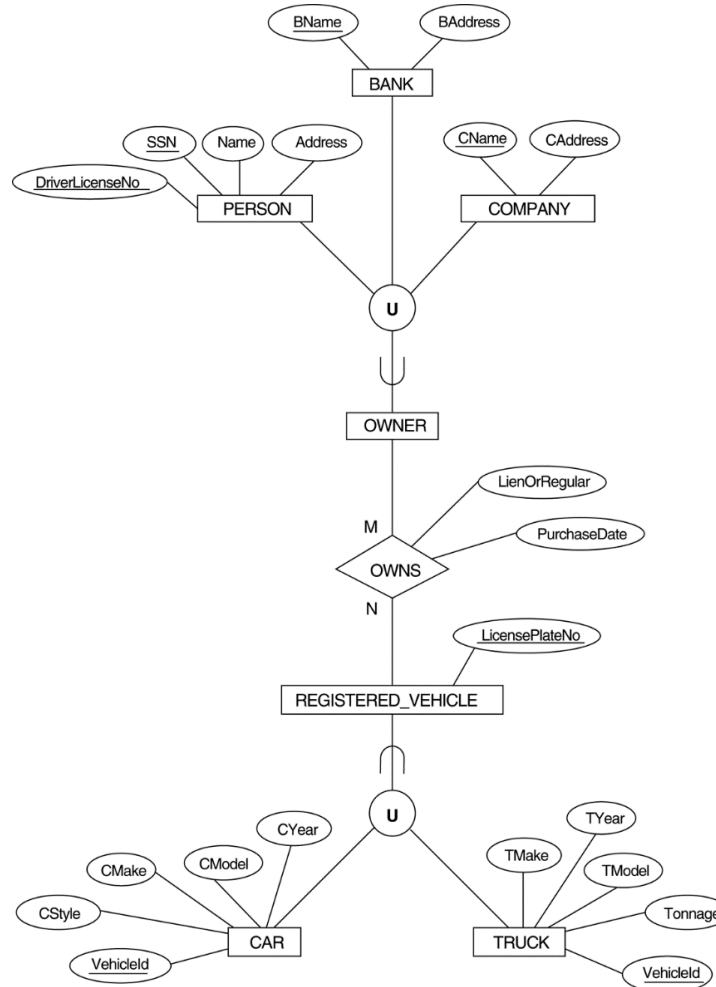 BName
BAddress
BANK
SSN
Name
Address
CName
CAddress
DriverLicenseNo
PERSON
COMPANY
U
OWNER
LienOrRegular
M
PurchaseDate
OWNS
N
LicensePlateNo
REGISTERED_VEHICLE
U
CYear
TYear
CModel
TMake
CMake
TModel
CStyle
Tonnage
CAR
TRUCK
VehicleId
VehicleId